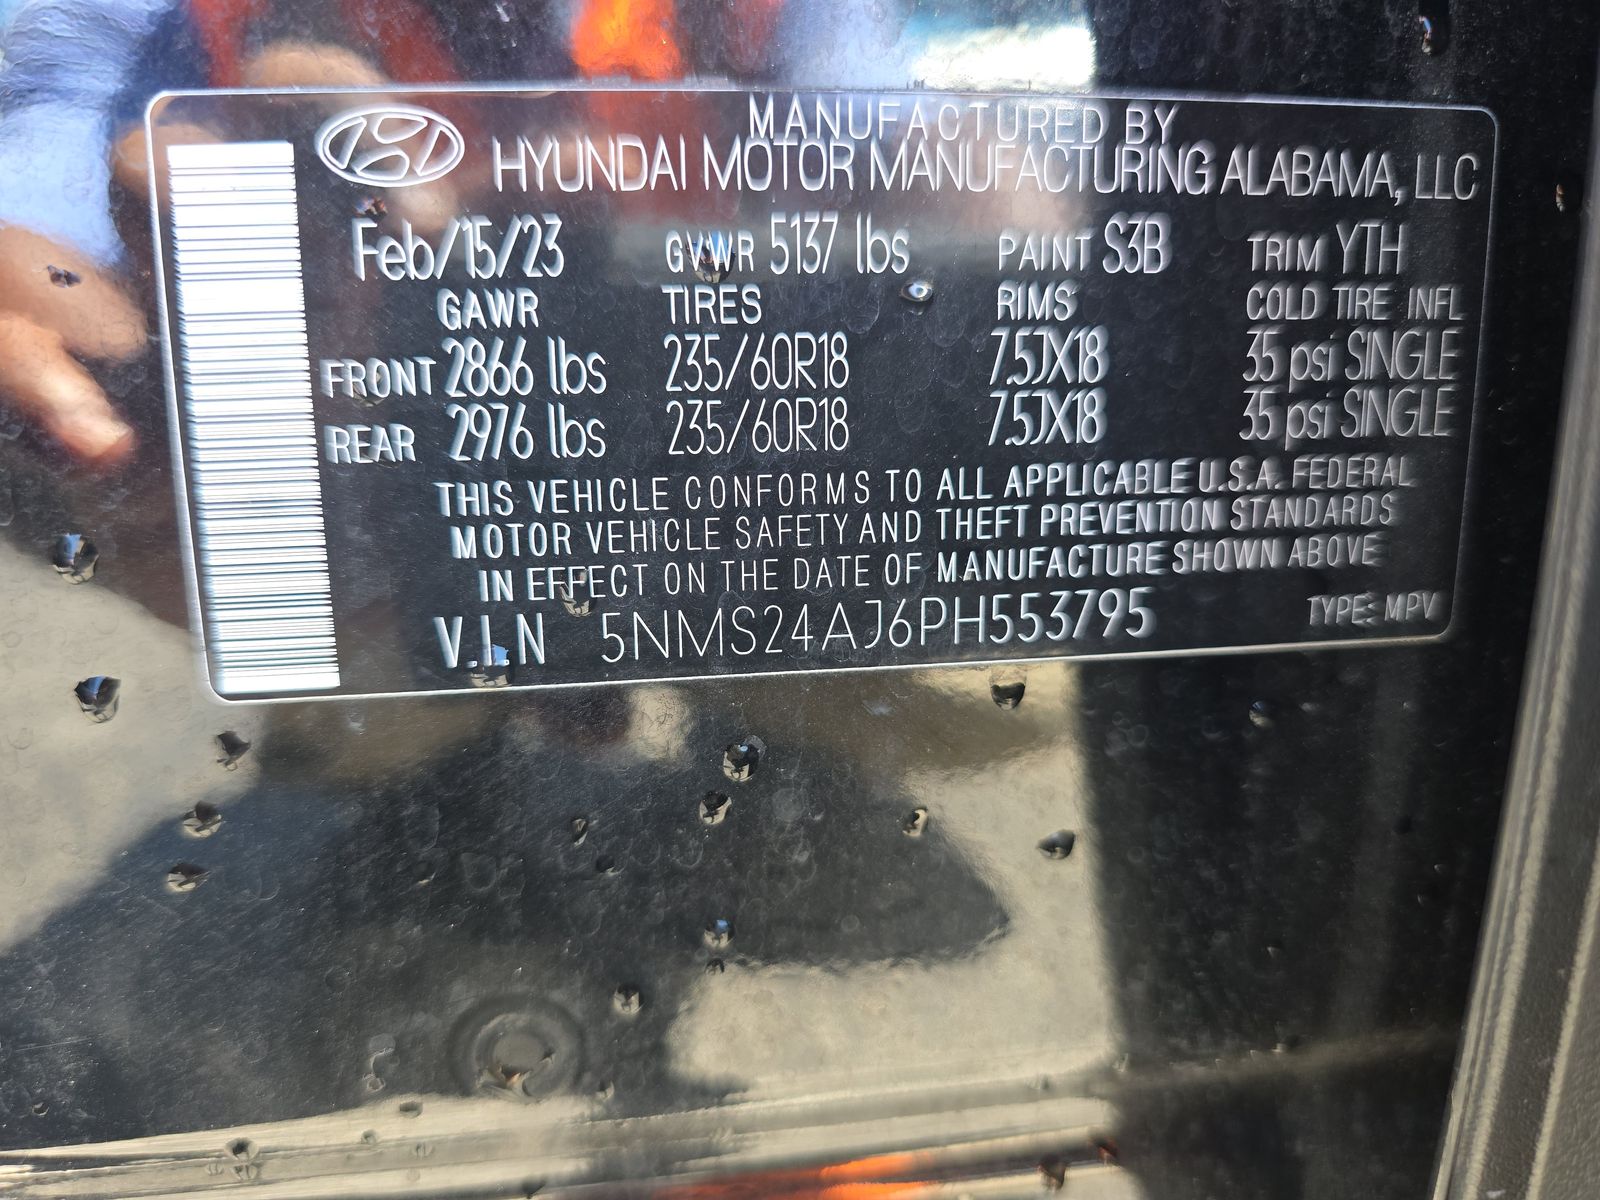 MANUFACTURED BY
HYUNDAI MOTOR MANUFACTURING ALABAMA, LLC
Feb/15/23 GVWR 5137 lbs PAINT S3B TRIM YTH
GAWR TIRES RIMS COLD TIRE INFL
FRONT 2866 lbs 235/60R18 7.5JX18 35 psi SINGLE
REAR 2976 lbs 235/60R18 7.5JX18 35 psi SINGLE
THIS VEHICLE CONFORMS TO ALL APPLICABLE U.S.A. FEDERAL
MOTOR VEHICLE SAFETY AND THEFT PREVENTION STANDARDS
IN EFFECT ON THE DATE OF MANUFACTURE SHOWN ABOVE
V.I.N 5NMS24AJ6PH553795 TYPE: MPV